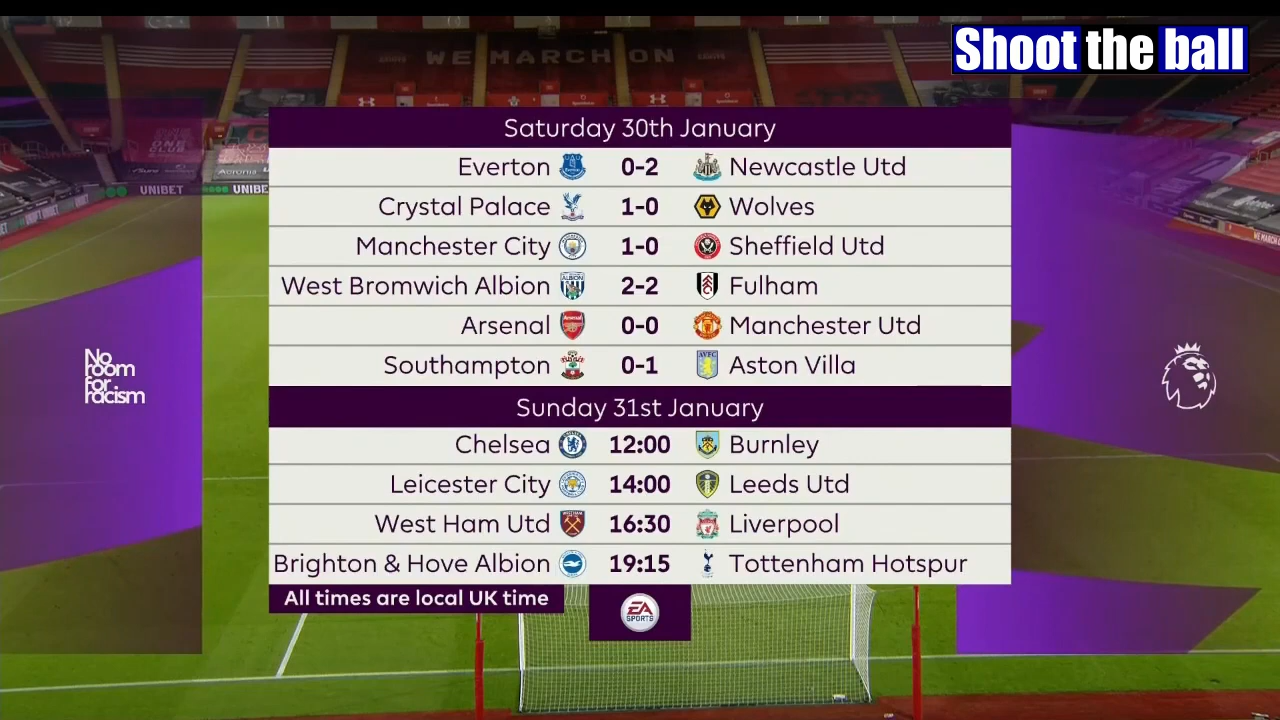 Shoot the ball
WE MARCH ON
Saturday 30th January
Everton 0-2 Newcastle Utd
Crystal Palace 1-0 Wolves
Manchester City 1-0 Sheffield Utd
West Bromwich Albion 2-2 Fulham
Arsenal 0-0 Manchester Utd
Southampton 0-1 Aston Villa
UNIBET
UNIBE
Sunday 31st January
Chelsea 12:00 Burnley
Leicester City 14:00 Leeds Utd
West Ham Utd 16:30 Liverpool
Brighton & Hove Albion 19:15 Tottenham Hotspur
All times are local UK time
No
room
for
racism
EA
SPORTS